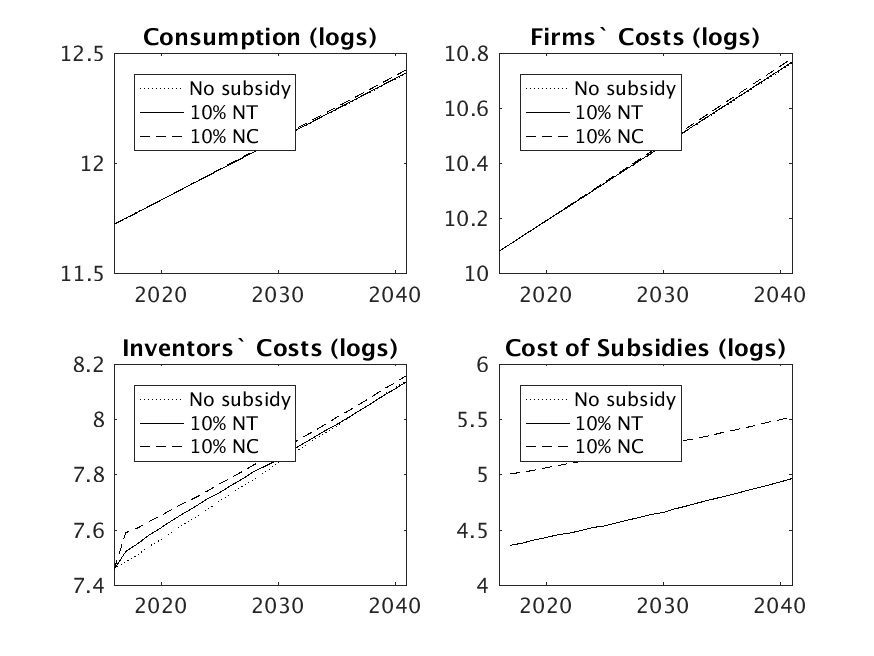 Consumption (logs)
12.5
12
11.5
No subsidy
10% NT
10% NC
2020 2030 2040
Firms` Costs (logs)
10.8
10.6
10.4
10.2
10
No subsidy
10% NT
10% NC
2020 2030 2040
Inventors` Costs (logs)
8.2
8
7.8
7.6
7.4
No subsidy
10% NT
10% NC
2020 2030 2040
Cost of Subsidies (logs)
6
5.5
5
4.5
4
No subsidy
10% NT
10% NC
2020 2030 2040